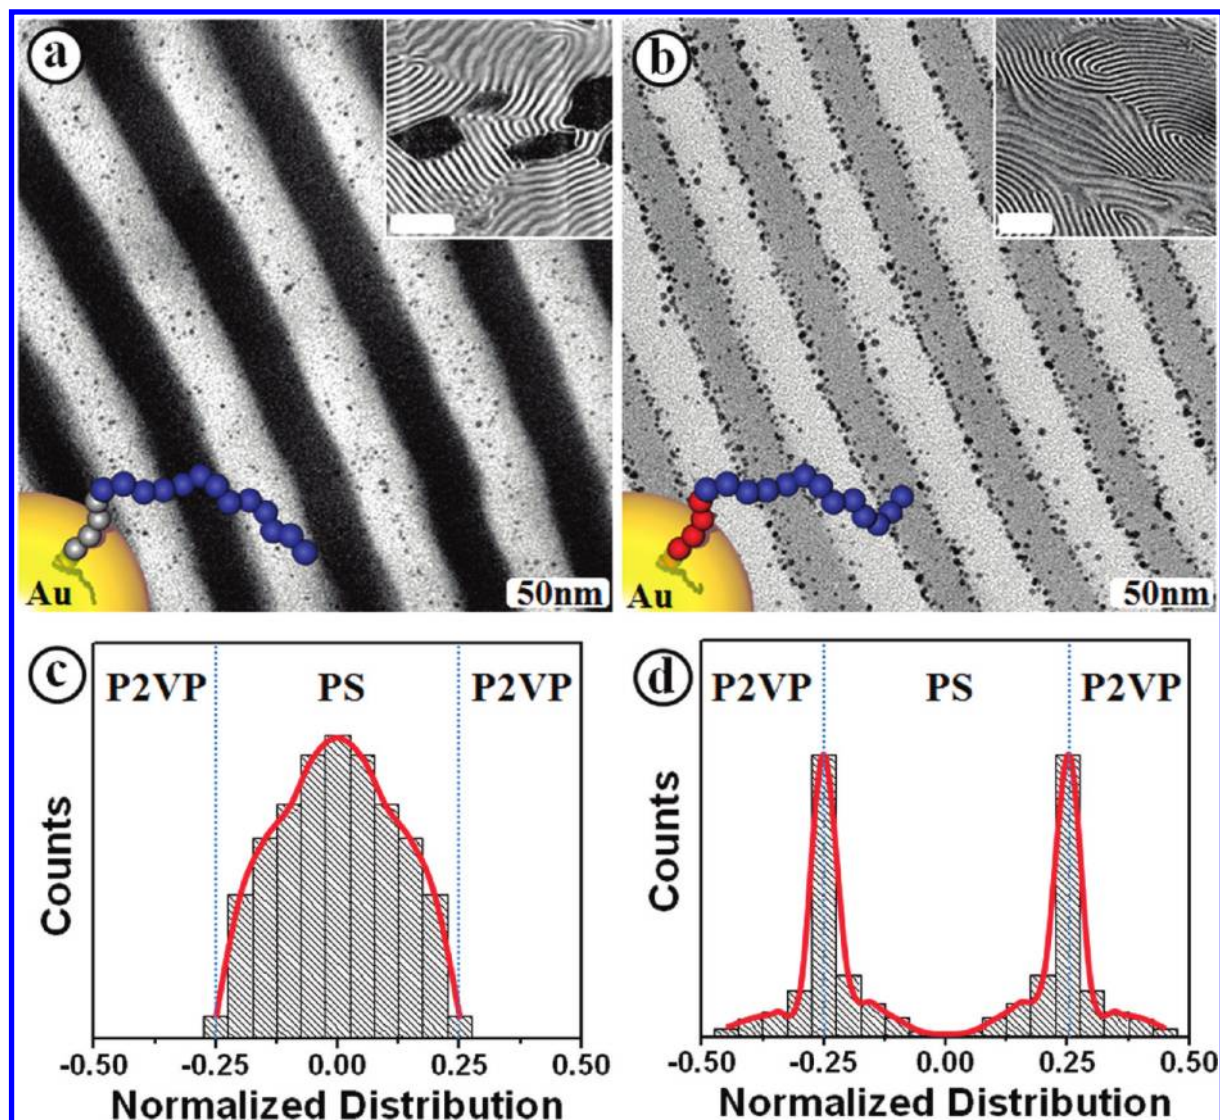 a
b
Au
50nm
Au
50nm
c
P2VP
PS
P2VP
Counts
-0.50
-0.25
0.00
0.25
0.50
Normalized Distribution
d
P2VP
PS
P2VP
Counts
-0.50
-0.25
0.00
0.25
0.50
Normalized Distribution